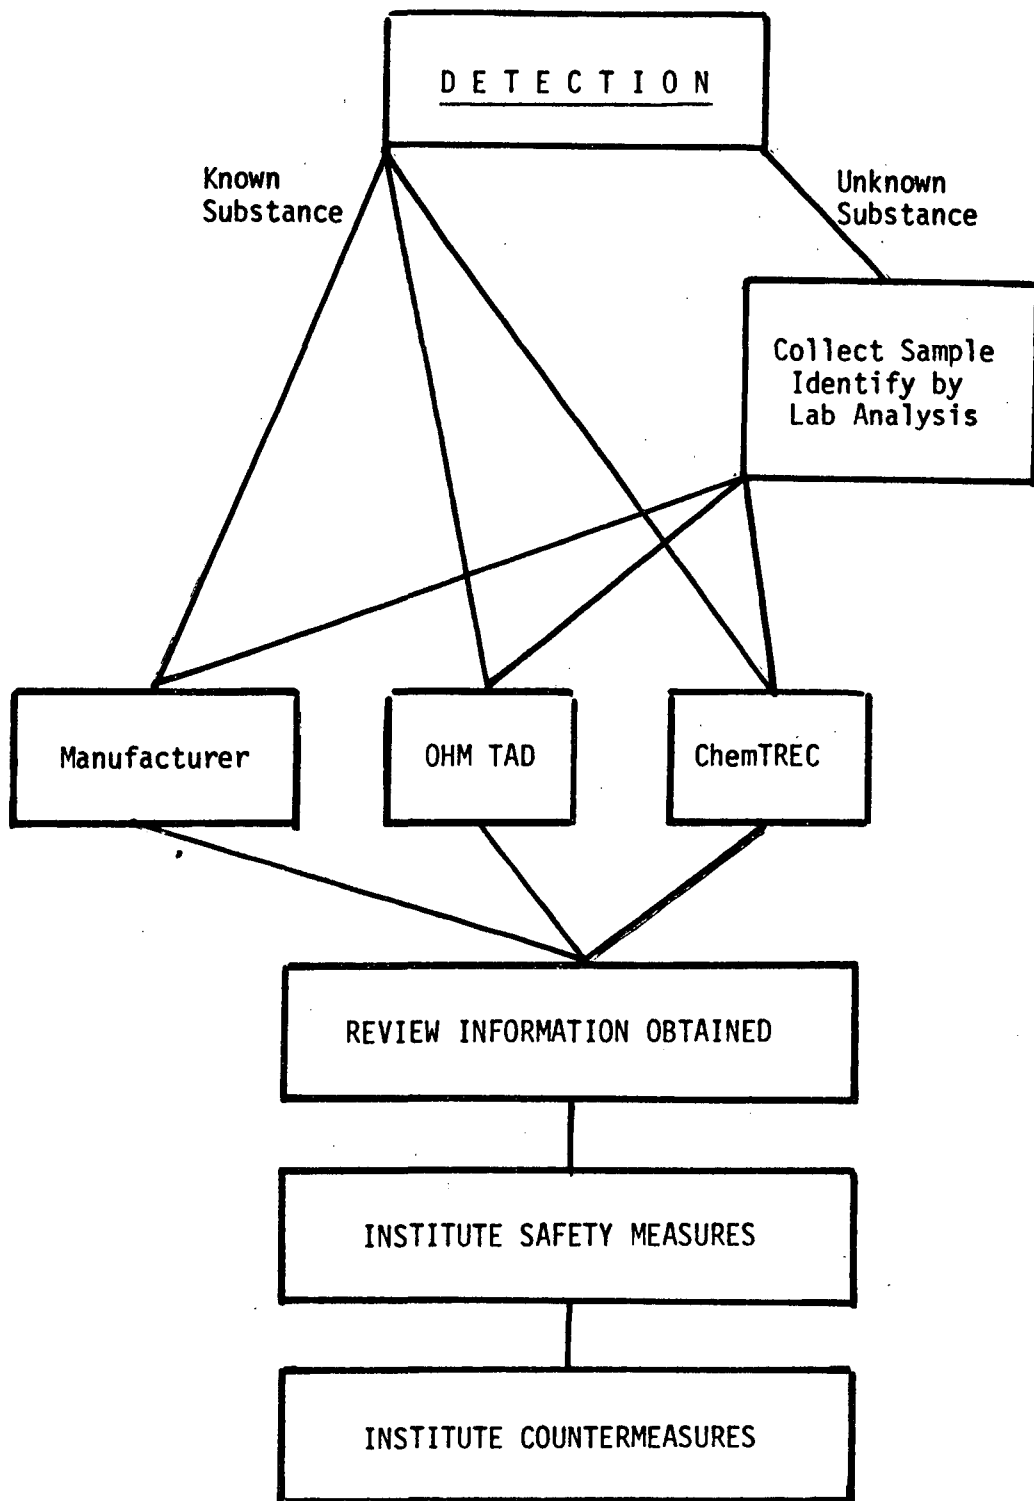 D E T E C T I O N
Known
Substance
Unknown
Substance
Collect Sample
Identify by
Lab Analysis
Manufacturer
OHM TAD
ChemTREC
REVIEW INFORMATION OBTAINED
INSTITUTE SAFETY MEASURES
INSTITUTE COUNTERMEASURES